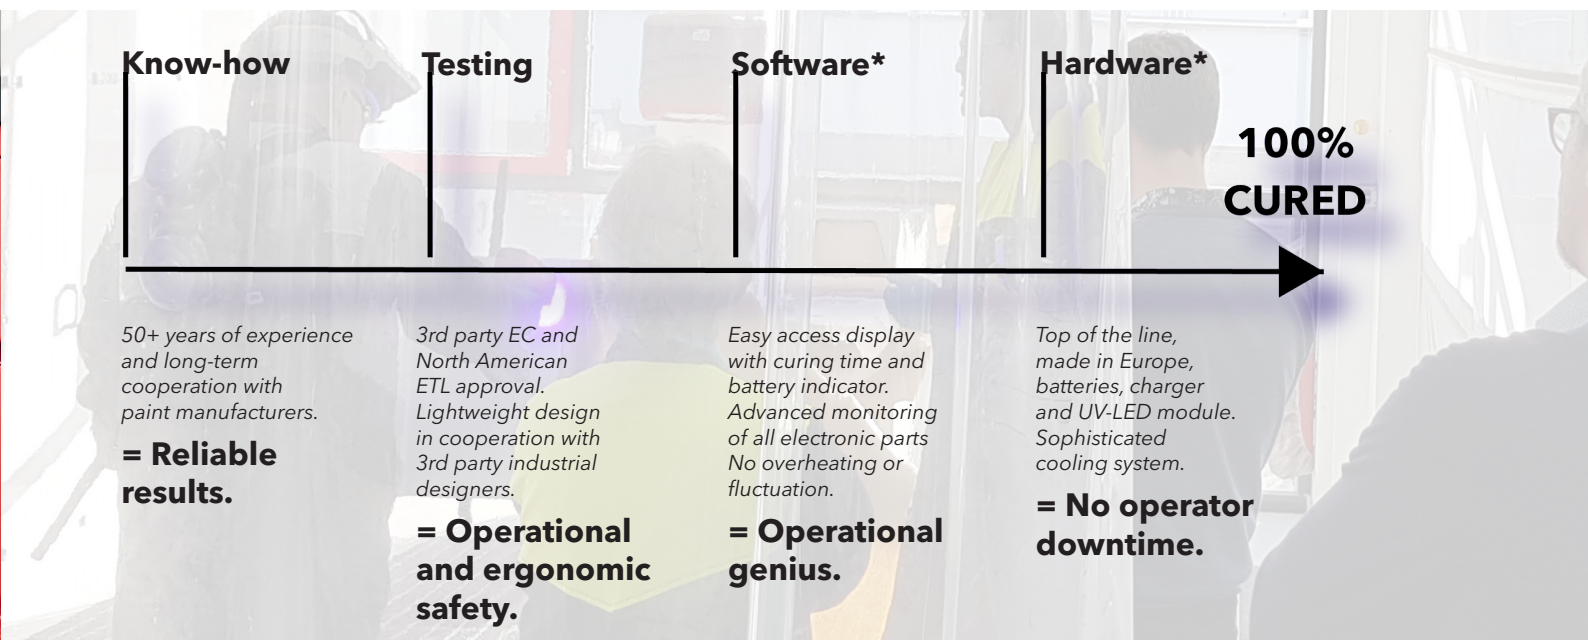 Know-how
50+ years of experience
and long-term
cooperation with
paint manufacturers.
= Reliable
results.
Testing
3rd party EC and
North American
ETL approval.
Lightweight design
in cooperation with
3rd party industrial
designers.
= Operational
and ergonomic
safety.
Software*
Easy access display
with curing time and
battery indicator.
Advanced monitoring
of all electronic parts
No overheating or
fluctuation.
= Operational
genius.
Hardware*
Top of the line,
made in Europe,
batteries, charger
and UV-LED module.
Sophisticated
cooling system.
= No operator
downtime.
100%
CURED